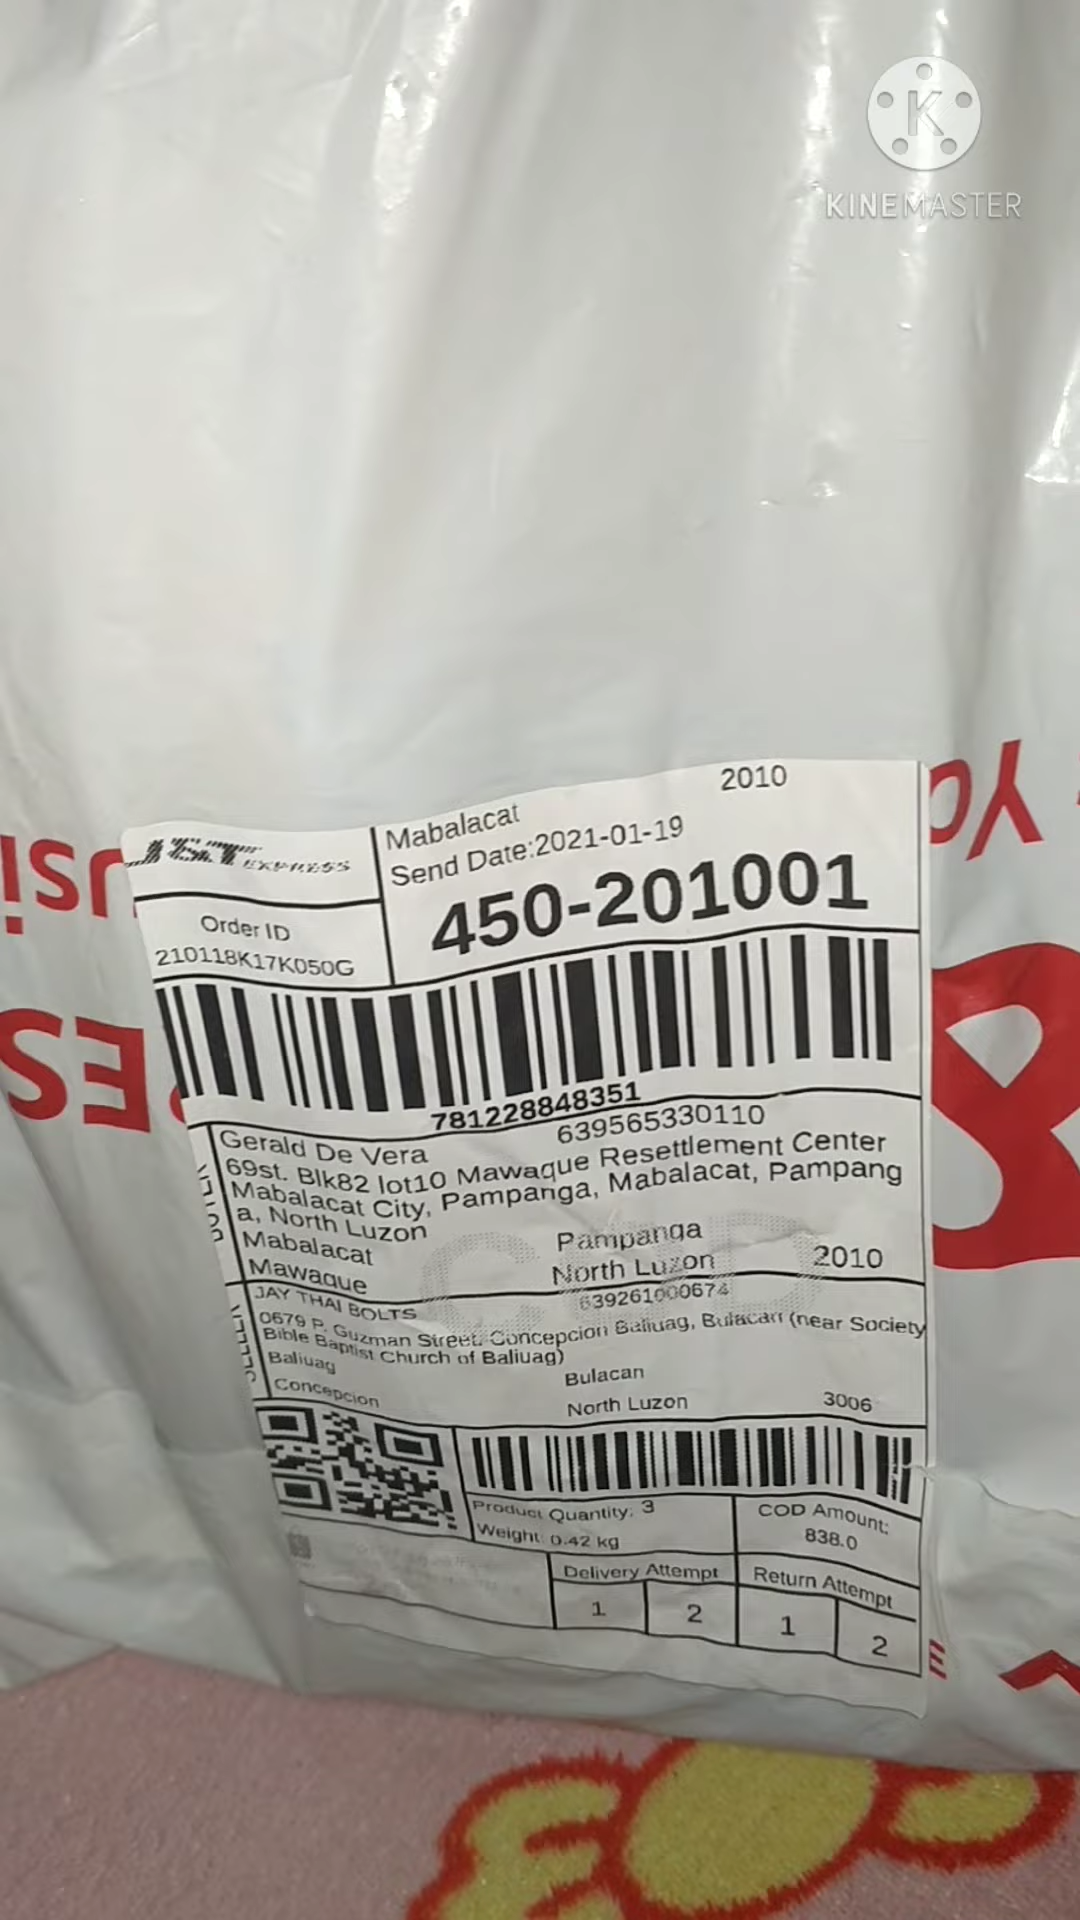 K
KINEMASTER
You
J&T EXPRESS
Mabalacat
2010
Send Date:2021-01-19
450-201001
Order ID
210118K17K050G
781228848351
Gerald De Vera
639565330110
69st. Blk82 lot10 Mawaque Resettlement Center
Mabalacat City, Pampanga, Mabalacat, Pampang
a, North Luzon
Mabalacat
Pampanga
Mawaque
North Luzon
2010
COD
JAY THAI BOLTS
639261000674
SELLER
0679 P. Guzman Street. Concepcion Baliuag, Bulacan (near Society
Bible Baptist Church of Baliuag)
Baliuag
Bulacan
Concepcion
North Luzon
3006
Product Quantity: 3
Weight: 0.42 kg
COD Amount:
838.0
Delivery Attempt
Return Attempt
1
2
1
2